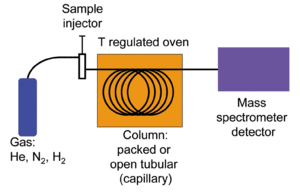 Sample
injector
T regulated oven
Gas:
He, N₂, H₂
Column:
packed or
open tubular
(capillary)
Mass
spectrometer
detector